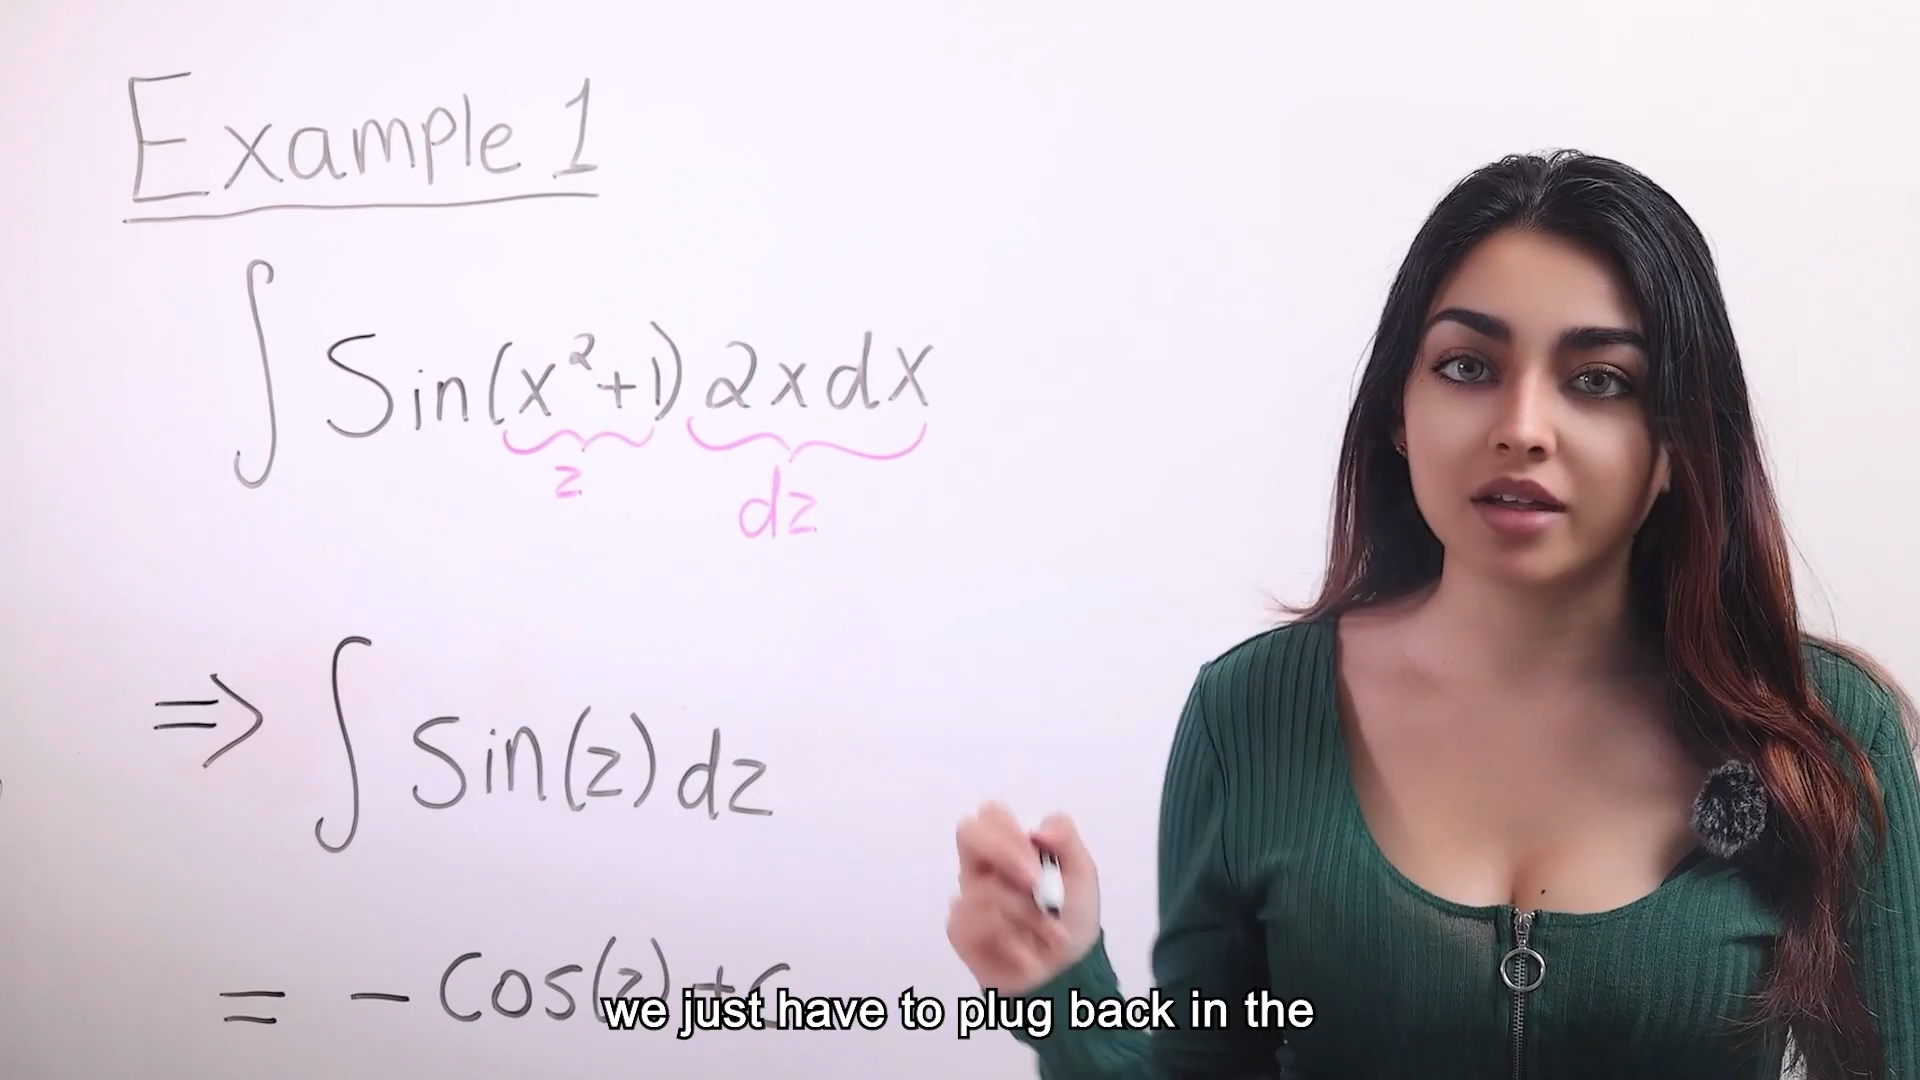 Example 1
∫ Sin(x²+1) 2x dx
z
dz
⇒ ∫ Sin(z) dz
= - Cos(z) + C
we just have to plug back in the